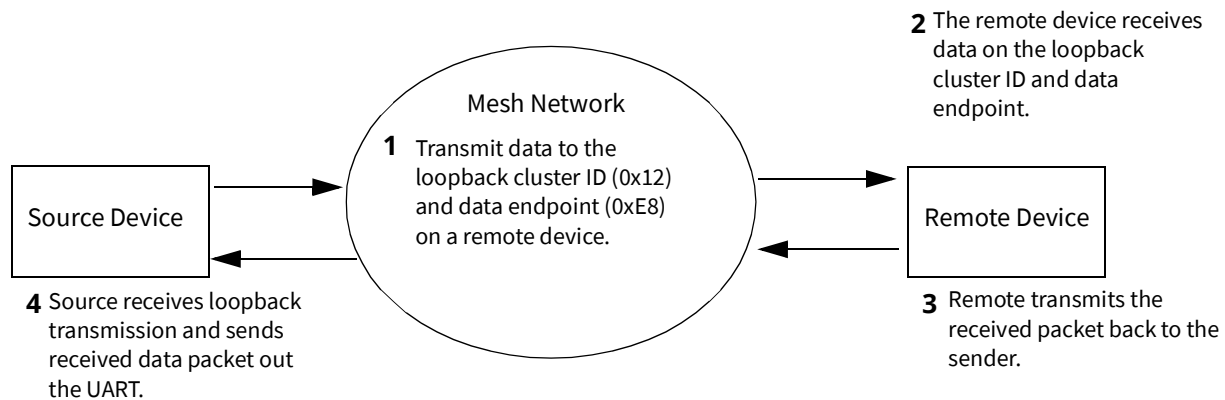 2 The remote device receives
data on the loopback
cluster ID and data
endpoint.
Mesh Network
1 Transmit data to the
loopback cluster ID (0x12)
and data endpoint (0xE8)
on a remote device.
Source Device
Remote Device
4 Source receives loopback
transmission and sends
received data packet out
the UART.
3 Remote transmits the
received packet back to the
sender.